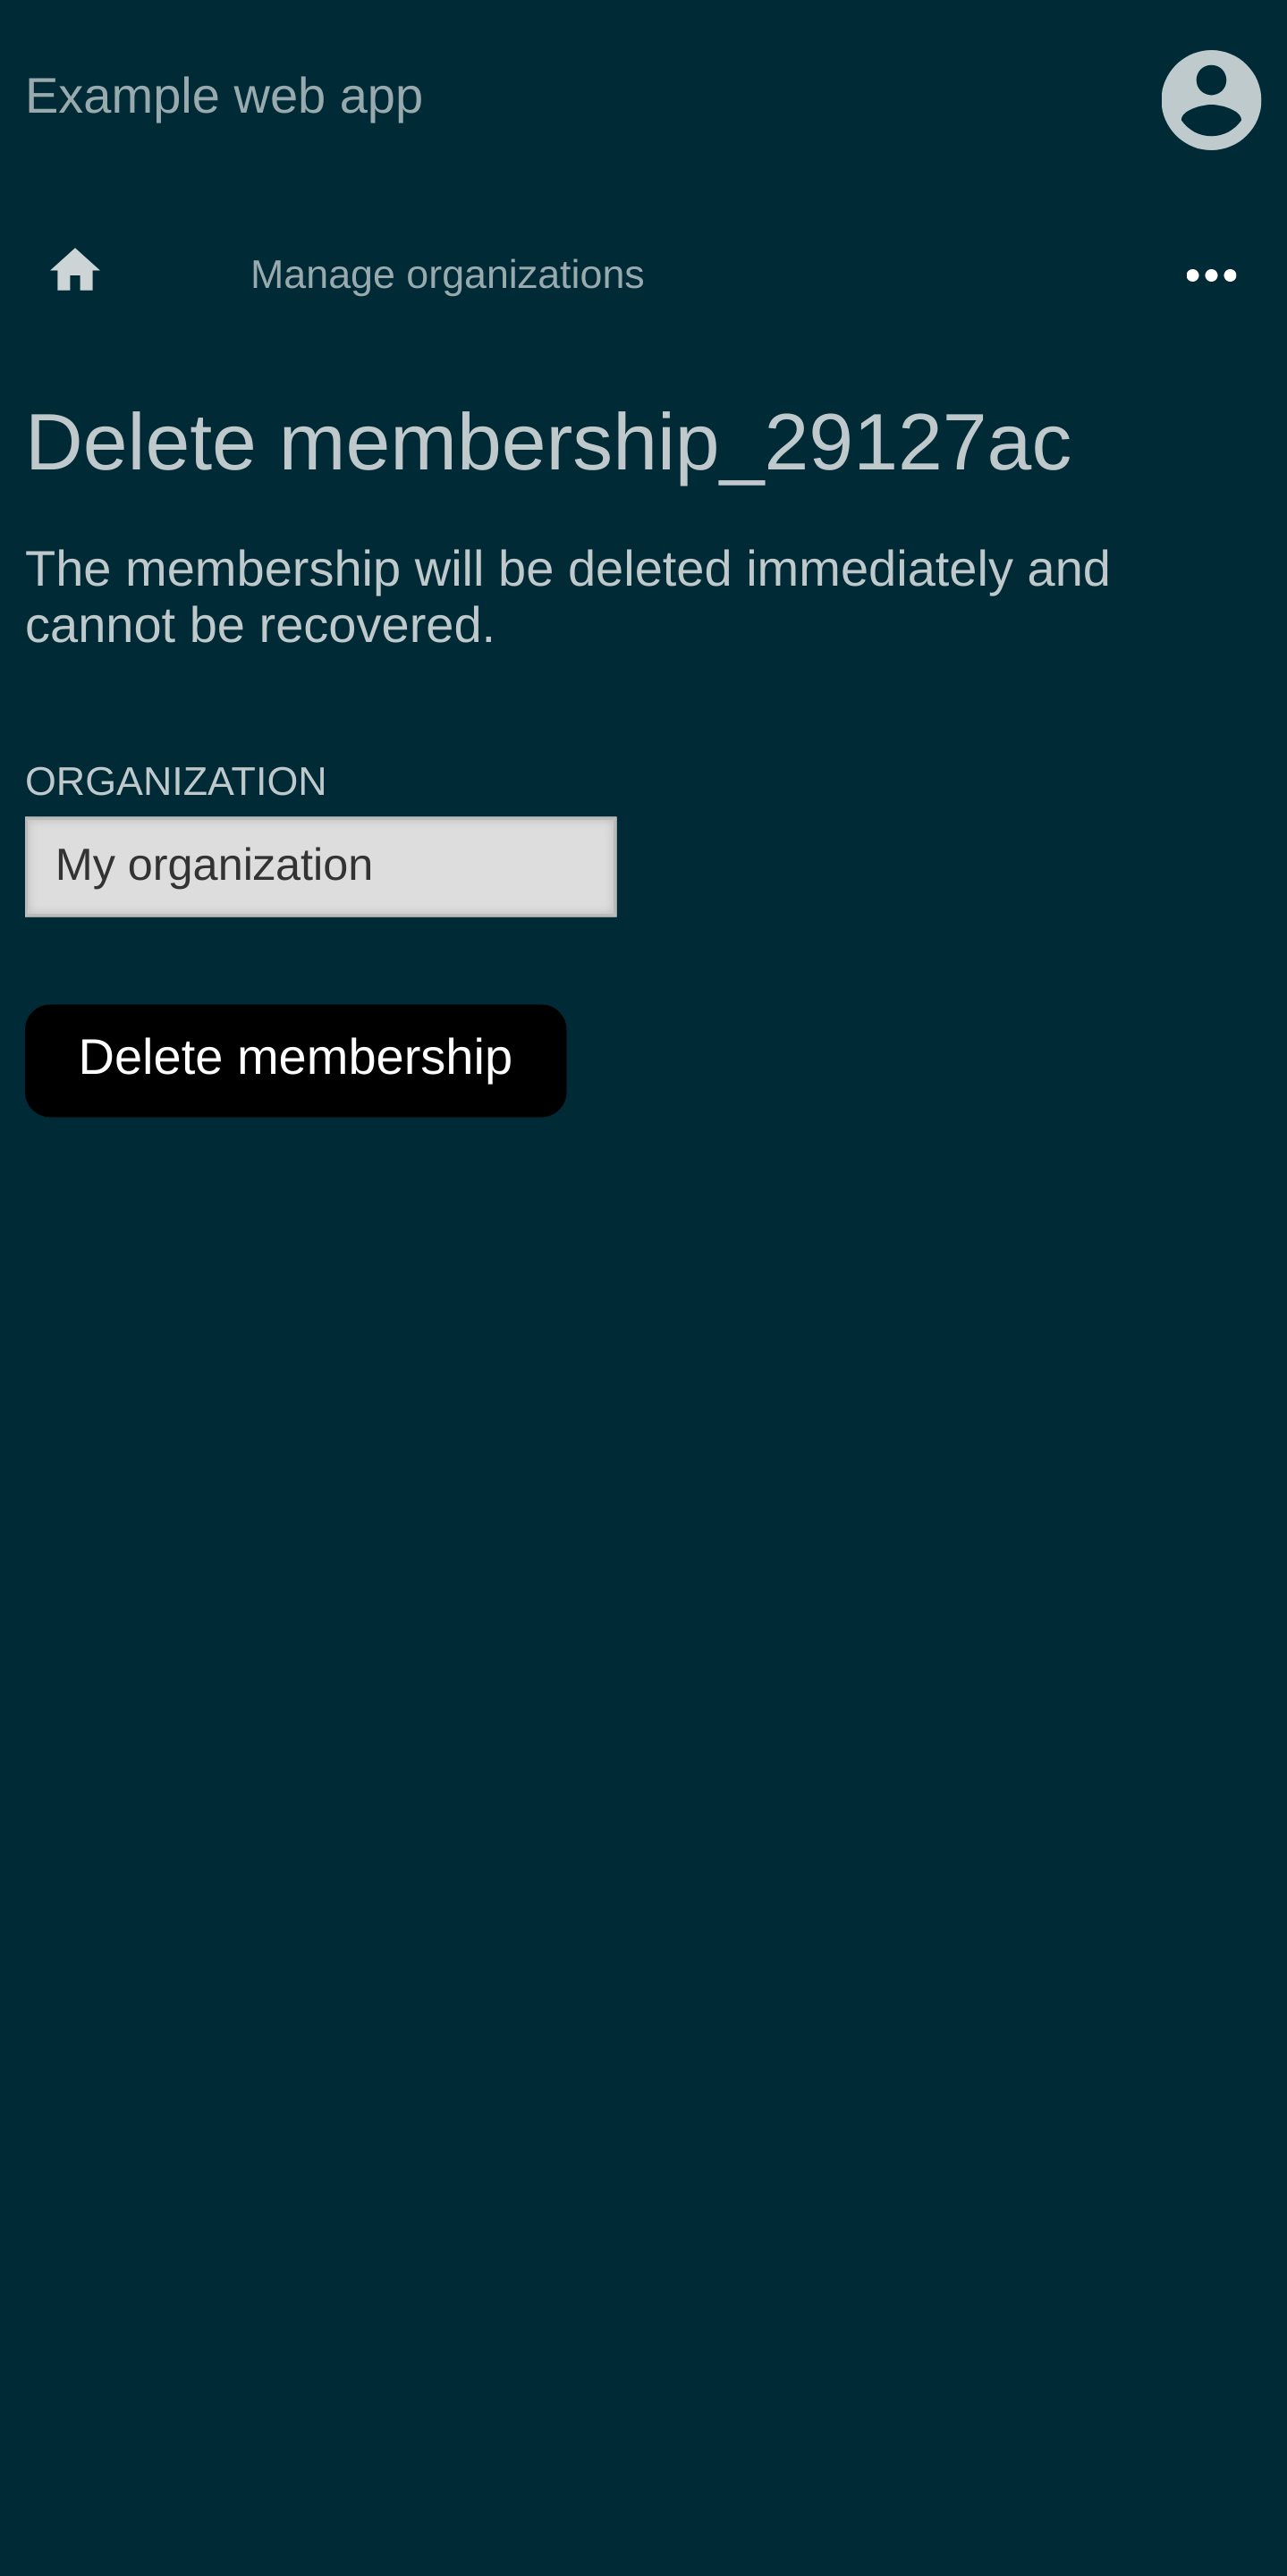 Example web app
Manage organizations
Delete membership_29127ac
The membership will be deleted immediately and
cannot be recovered.
ORGANIZATION
My organization
Delete membership